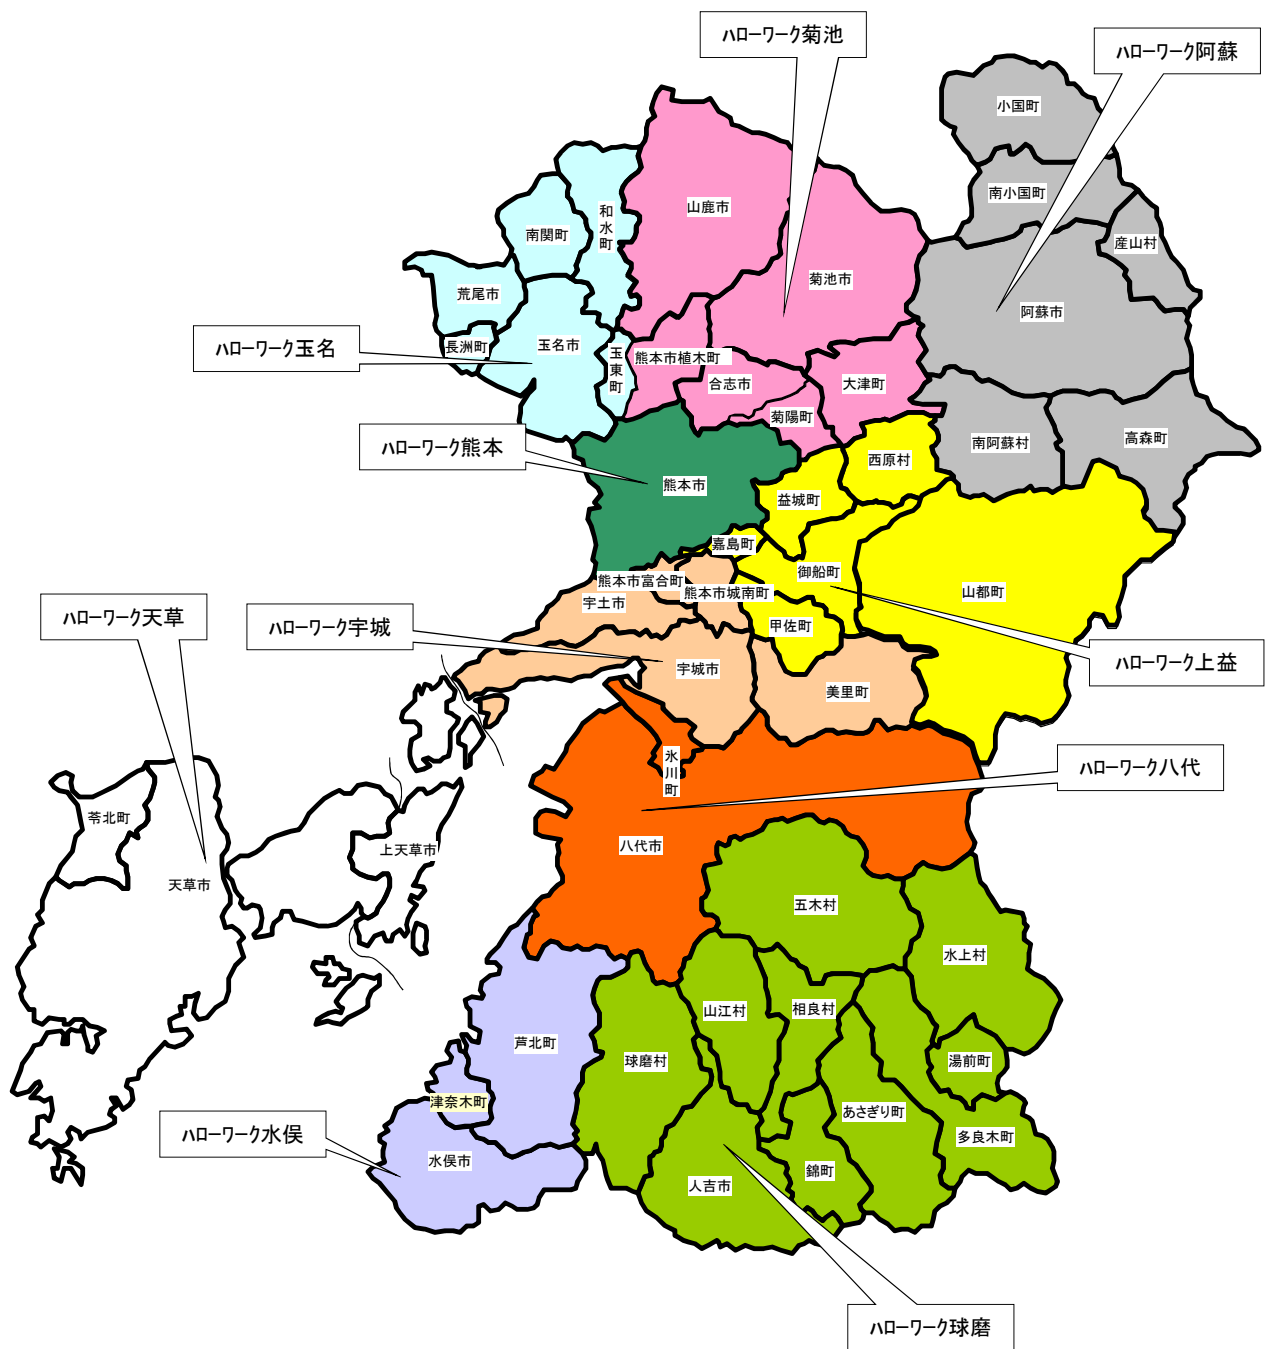 ﾊﾛｰﾜｰｸ菊池
ﾊﾛｰﾜｰｸ阿蘇
小国町
南小国町
産山村
山鹿市
和水町
南関町
菊池市
荒尾市
阿蘇市
ﾊﾛｰﾜｰｸ玉名
長洲町
玉名市
玉東町
熊本市植木町
合志市
大津町
菊陽町
南阿蘇村
高森町
ﾊﾛｰﾜｰｸ熊本
西原村
熊本市
益城町
嘉島町
御船町
熊本市富合町
熊本市城南町
山都町
宇土市
ﾊﾛｰﾜｰｸ天草
ﾊﾛｰﾜｰｸ宇城
甲佐町
ﾊﾛｰﾜｰｸ上益
宇城市
美里町
氷川町
ﾊﾛｰﾜｰｸ八代
苓北町
上天草市
八代市
天草市
五木村
水上村
山江村
相良村
芦北町
球磨村
湯前町
津奈木町
あさぎり町
多良木町
ﾊﾛｰﾜｰｸ水俣
水俣市
錦町
人吉市
ﾊﾛｰﾜｰｸ球磨